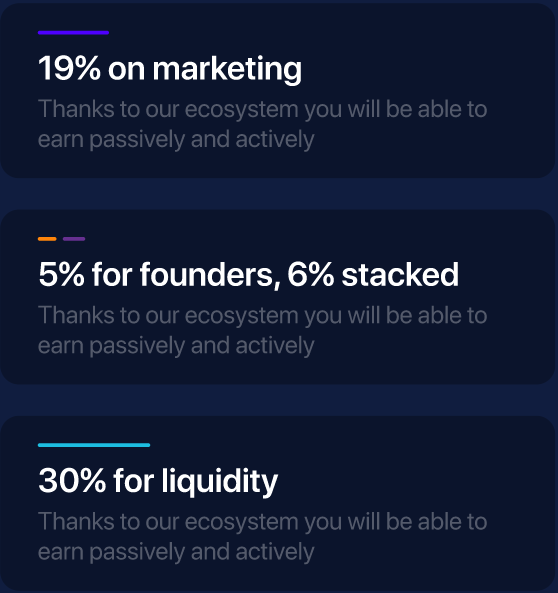 19% on marketing
Thanks to our ecosystem you will be able to
earn passively and actively
5% for founders, 6% stacked
Thanks to our ecosystem you will be able to
earn passively and actively
30% for liquidity
Thanks to our ecosystem you will be able to
earn passively and actively